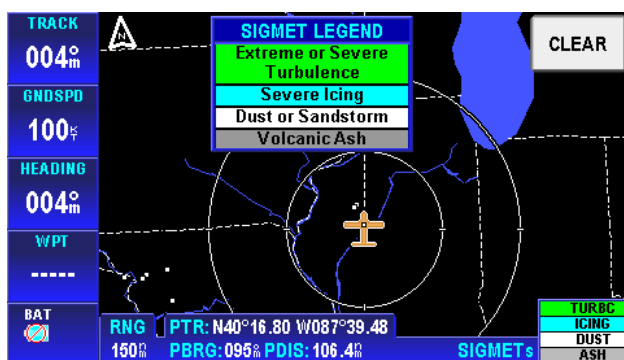 TRACK
004°m
GNDSPD
100KT
HEADING
004°m
WPT
-----
BAT
N
SIGMET LEGEND
Extreme or Severe
Turbulence
Severe Icing
Dust or Sandstorm
Volcanic Ash
CLEAR
RNG
150NM
PTR: N40°16.80 W087°39.48
PBRG: 095°m PDIS: 106.4NM
SIGMETs
TURBC
ICING
DUST
ASH